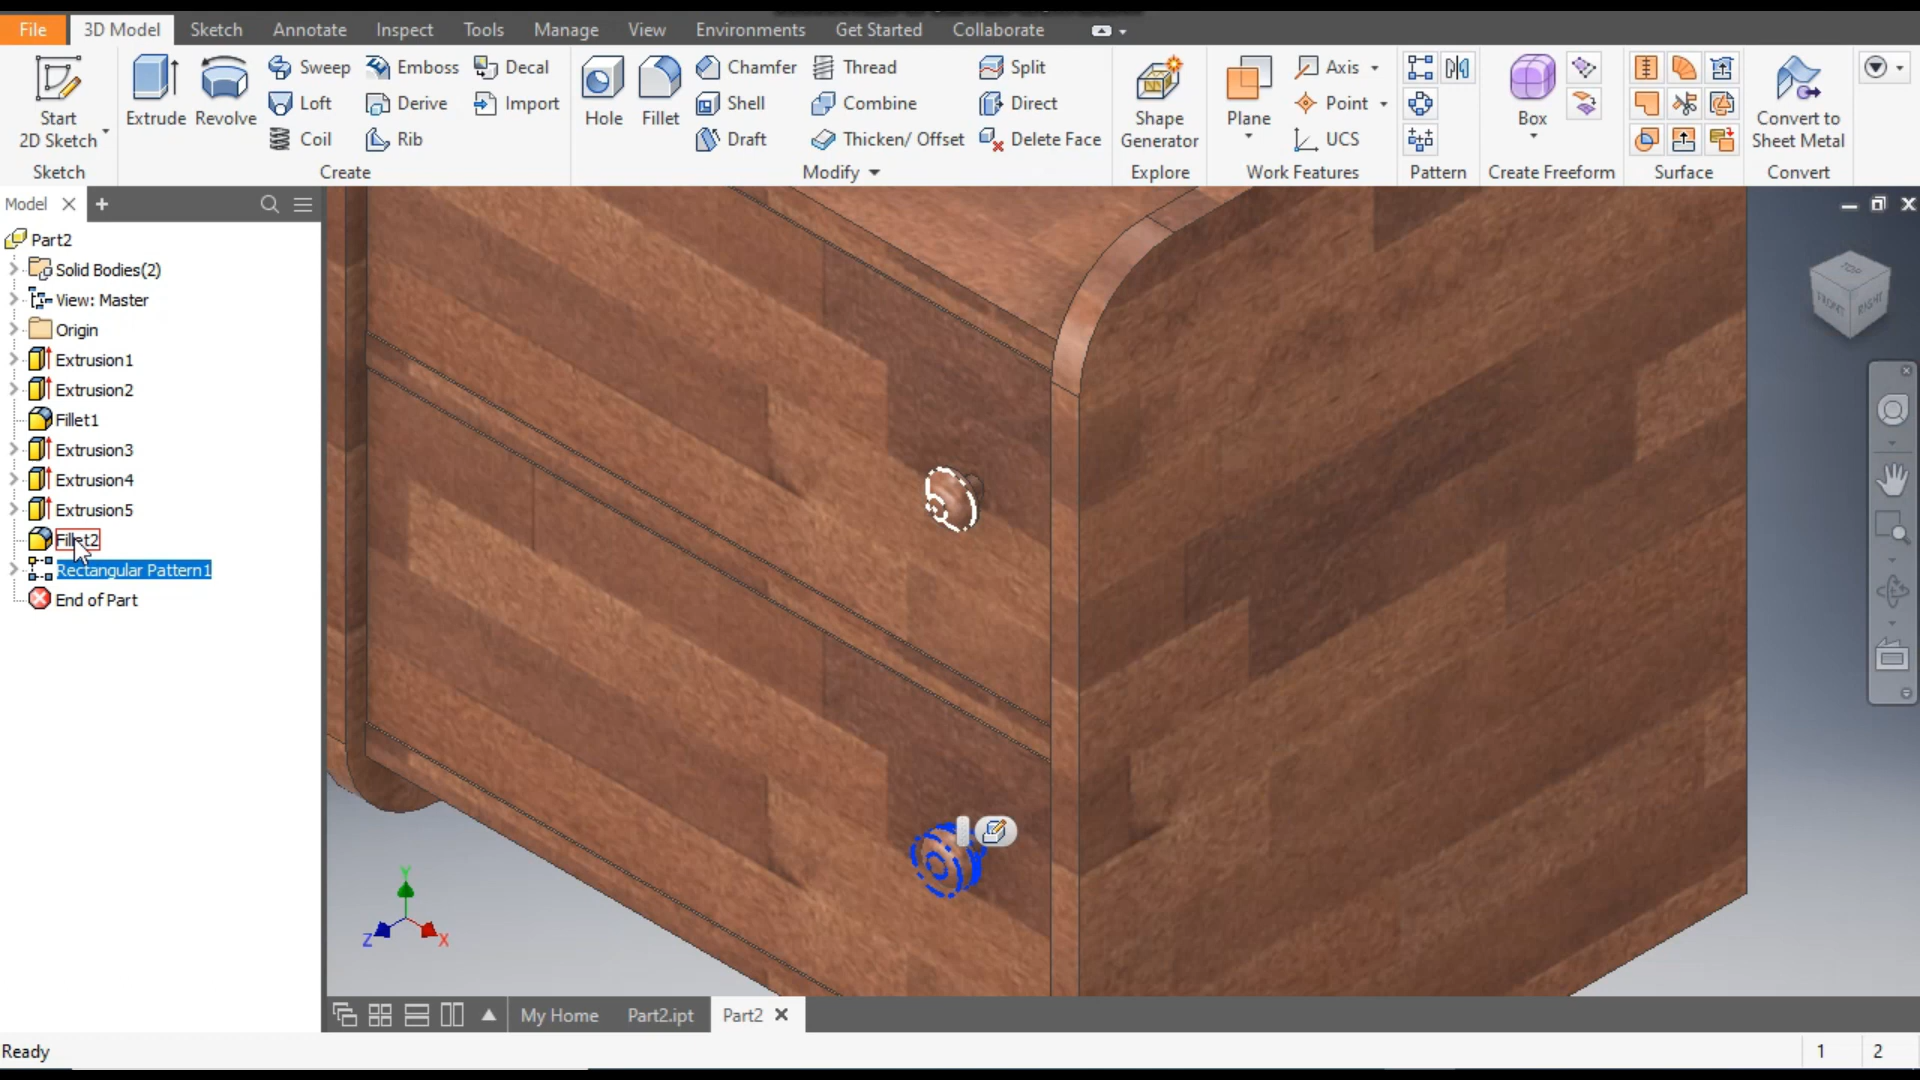 File 3D Model Sketch Annotate Inspect Tools Manage View Environments Get Started Collaborate
Start
2D Sketch
Sketch
Extrude
Revolve
Sweep
Loft
Coil
Emboss
Derive
Rib
Decal
Import
Create
Hole
Fillet
Chamfer
Shell
Draft
Thread
Combine
Thicken/ Offset
Split
Direct
Delete Face
Modify
Shape
Generator
Explore
Plane
Axis
Point
UCS
Work Features
Pattern
Box
Create Freeform
Surface
Convert to
Sheet Metal
Convert
Model
Part2
Solid Bodies(2)
View: Master
Origin
Extrusion1
Extrusion2
Fillet1
Extrusion3
Extrusion4
Extrusion5
Fillet2
Rectangular Pattern1
End of Part
TOP
FRONT
RIGHT
Y
Z
X
My Home Part2.ipt Part2
Ready
1 2